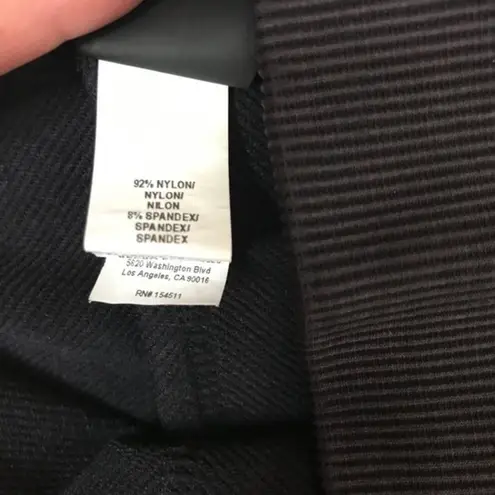 92% NYLON/
NYLON/
NILON
8% SPANDEX/
SPANDEX/
SPANDEX
5620 Washington Blvd
Los Angeles, CA 90016
RN# 154511